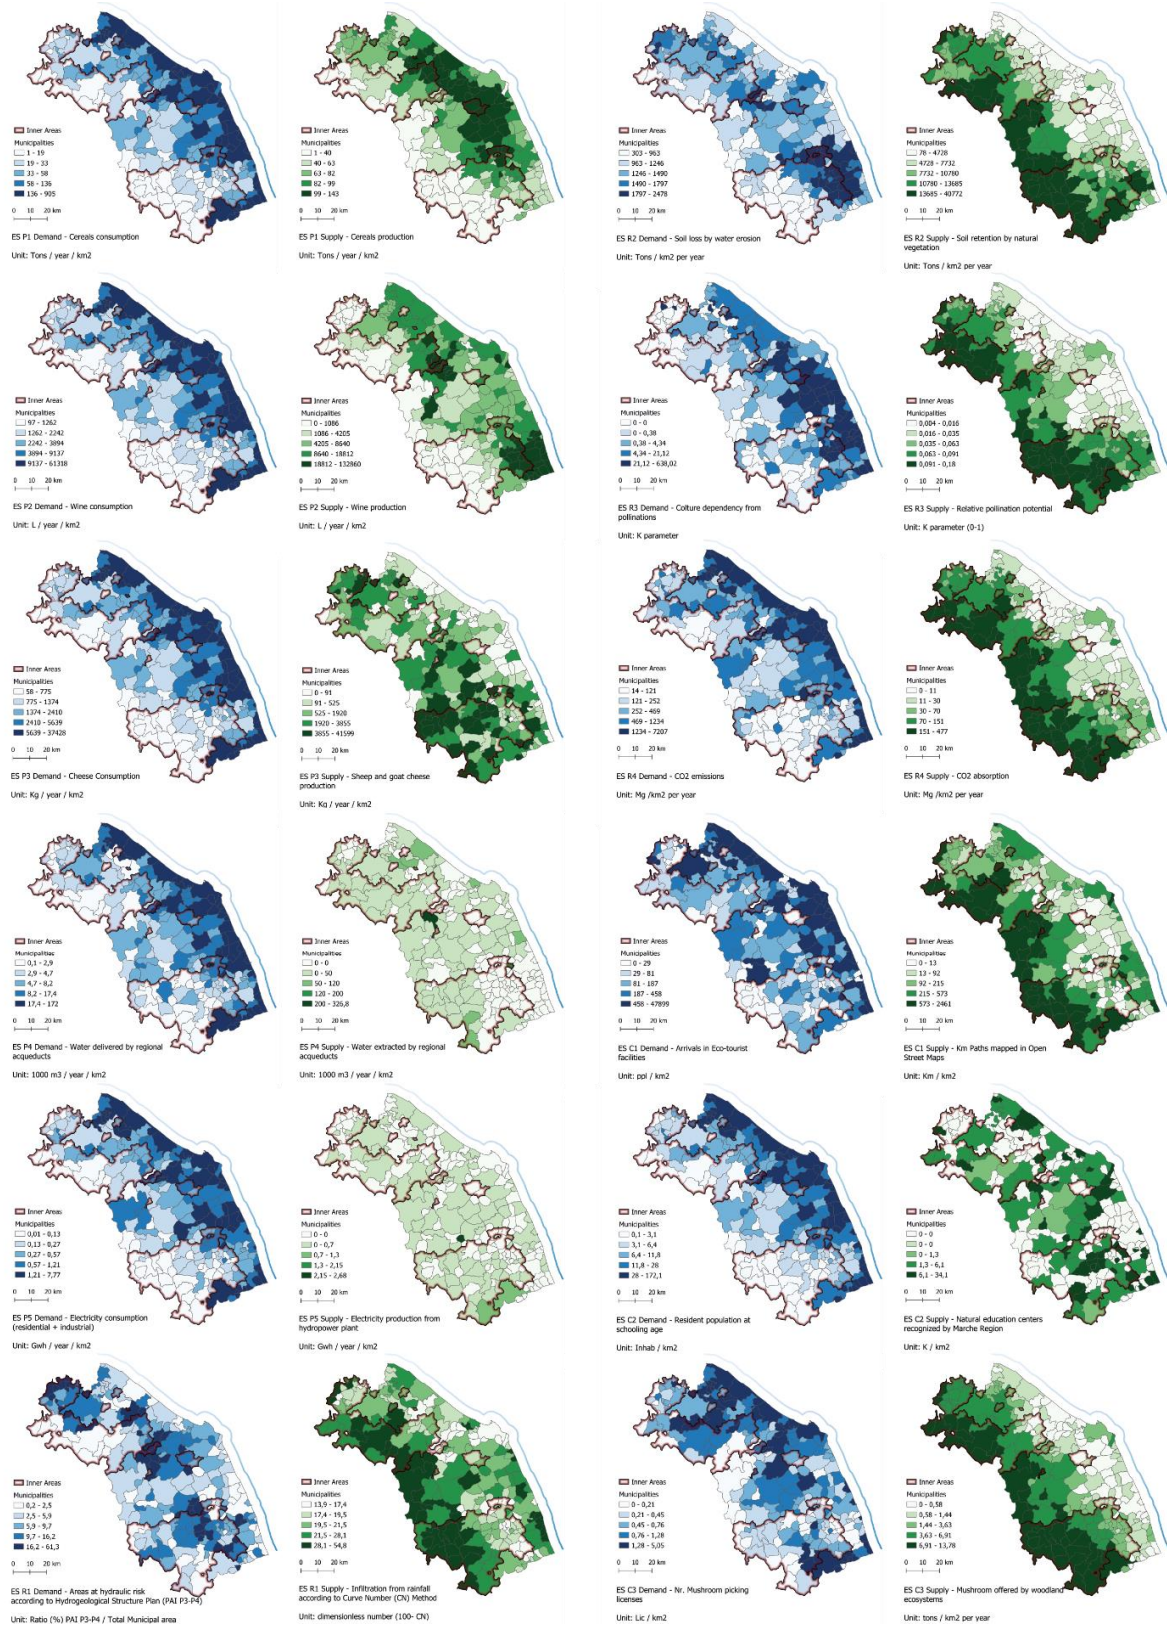 Inner Areas
Municipalities
1 - 19
19 - 33
33 - 58
58 - 136
136 - 905
0 10 20 km
ES P1 Demand - Cereals consumption
Unit: Tons / year / km2
Inner Areas
Municipalities
1 - 40
40 - 63
63 - 82
82 - 99
99 - 143
0 10 20 km
ES P1 Supply - Cereals production
Unit: Tons / year / km2
Inner Areas
Municipalities
303 - 963
963 - 1246
1246 - 1490
1490 - 1797
1797 - 2478
0 10 20 km
ES R2 Demand - Soil loss by water erosion
Unit: Tons / km2 per year
Inner Areas
Municipalities
78 - 4728
4728 - 7732
7732 - 10780
10780 - 13685
13685 - 40772
0 10 20 km
ES R2 Supply - Soil retention by natural
vegetation
Unit: Tons / km2 per year
Inner Areas
Municipalities
97 - 1262
1262 - 2242
2242 - 3894
3894 - 9137
9137 - 61318
0 10 20 km
ES P2 Demand - Wine consumption
Unit: L / year / km2
Inner Areas
Municipalities
0 - 1086
1086 - 4205
4205 - 8640
8640 - 18812
18812 - 132860
0 10 20 km
ES P2 Supply - Wine production
Unit: L / year / km2
Inner Areas
Municipalities
0 - 0
0 - 0,38
0,38 - 4,34
4,34 - 21,12
21,12 - 638,02
0 10 20 km
ES R3 Demand - Colture dependency from
pollinations
Unit: K parameter
Inner Areas
Municipalities
0,004 - 0,016
0,016 - 0,035
0,035 - 0,063
0,063 - 0,091
0,091 - 0,18
0 10 20 km
ES R3 Supply - Relative pollination potential
Unit: K parameter (0-1)
Inner Areas
Municipalities
58 - 775
775 - 1374
1374 - 2410
2410 - 5639
5639 - 37428
0 10 20 km
ES P3 Demand - Cheese Consumption
Unit: Kg / year / km2
Inner Areas
Municipalities
0 - 91
91 - 525
525 - 1920
1920 - 3855
3855 - 41599
0 10 20 km
ES P3 Supply - Sheep and goat cheese
production
Unit: Kg / year / km2
Inner Areas
Municipalities
14 - 121
121 - 252
252 - 469
469 - 1234
1234 - 7207
0 10 20 km
ES R4 Demand - CO2 emissions
Unit: Mg /km2 per year
Inner Areas
Municipalities
0 - 11
11 - 30
30 - 70
70 - 151
151 - 477
0 10 20 km
ES R4 Supply - CO2 absorption
Unit: Mg /km2 per year
Inner Areas
Municipalities
0,1 - 2,9
2,9 - 4,7
4,7 - 8,2
8,2 - 17,4
17,4 - 172
0 10 20 km
ES P4 Demand - Water delivered by regional
acqueducts
Unit: 1000 m3 / year / km2
Inner Areas
Municipalities
0 - 0
0 - 50
50 - 120
120 - 200
200 - 326,8
0 10 20 km
ES P4 Supply - Water extracted by regional
acqueducts
Unit: 1000 m3 / year / km2
Inner Areas
Municipalities
0 - 29
29 - 81
81 - 187
187 - 458
458 - 47899
0 10 20 km
ES C1 Demand - Arrivals in Eco-tourist
facilities
Unit: ppl / km2
Inner Areas
Municipalities
0 - 13
13 - 92
92 - 215
215 - 573
573 - 2461
0 10 20 km
ES C1 Supply - Km Paths mapped in Open
Street Maps
Unit: Km / km2
Inner Areas
Municipalities
0,01 - 0,13
0,13 - 0,27
0,27 - 0,57
0,57 - 1,21
1,21 - 7,77
0 10 20 km
ES P5 Demand - Electricity consumption
(residential + industrial)
Unit: Gwh / year / km2
Inner Areas
Municipalities
0 - 0
0 - 0,7
0,7 - 1,3
1,3 - 2,15
2,15 - 2,68
0 10 20 km
ES P5 Supply - Electricity production from
hydropower plant
Unit: Gwh / year / km2
Inner Areas
Municipalities
0,1 - 3,1
3,1 - 6,4
6,4 - 11,8
11,8 - 28
28 - 172,1
0 10 20 km
ES C2 Demand - Resident population at
schooling age
Unit: Inhab / km2
Inner Areas
Municipalities
0 - 0
0 - 0
0 - 1,3
1,3 - 6,1
6,1 - 34,1
0 10 20 km
ES C2 Supply - Natural education centers
recognized by Marche Region
Unit: K / km2
Inner Areas
Municipalities
0,2 - 2,5
2,5 - 5,9
5,9 - 9,7
9,7 - 16,2
16,2 - 61,3
0 10 20 km
ES R1 Demand - Areas at hydraulic risk
according to Hydrogeological Structure Plan (PAI P3-P4)
Unit: Ratio (%) PAI P3-P4 / Total Municipal area
Inner Areas
Municipalities
13,9 - 17,4
17,4 - 19,5
19,5 - 21,5
21,5 - 28,1
28,1 - 54,8
0 10 20 km
ES R1 Supply - Infiltration from rainfall
according to Curve Number (CN) Method
Unit: dimensionless number (100- CN)
Inner Areas
Municipalities
0 - 0,21
0,21 - 0,45
0,45 - 0,76
0,76 - 1,28
1,28 - 5,05
0 10 20 km
ES C3 Demand - Nr. Mushroom picking
licenses
Unit: Lic / km2
Inner Areas
Municipalities
0 - 0,58
0,58 - 1,44
1,44 - 3,63
3,63 - 6,91
6,91 - 13,78
0 10 20 km
ES C3 Supply - Mushroom offered by woodland
ecosystems
Unit: tons / km2 per year